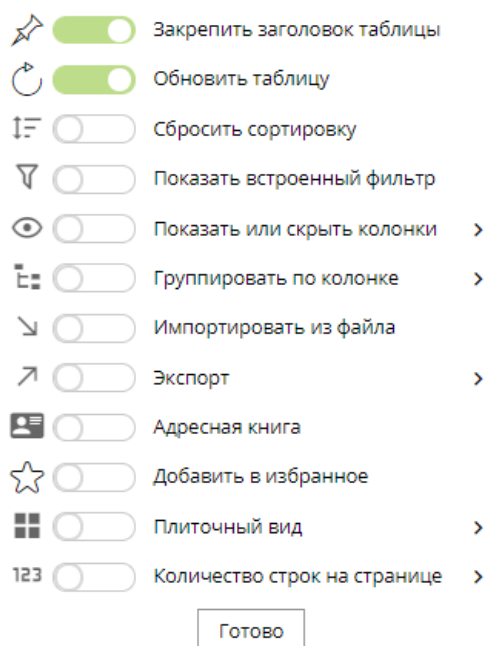 Закрепить заголовок таблицы
Обновить таблицу
Сбросить сортировку
Показать встроенный фильтр
Показать или скрыть колонки
Группировать по колонке
Импортировать из файла
Экспорт
Адресная книга
Добавить в избранное
Плиточный вид
123 Количество строк на странице
Готово